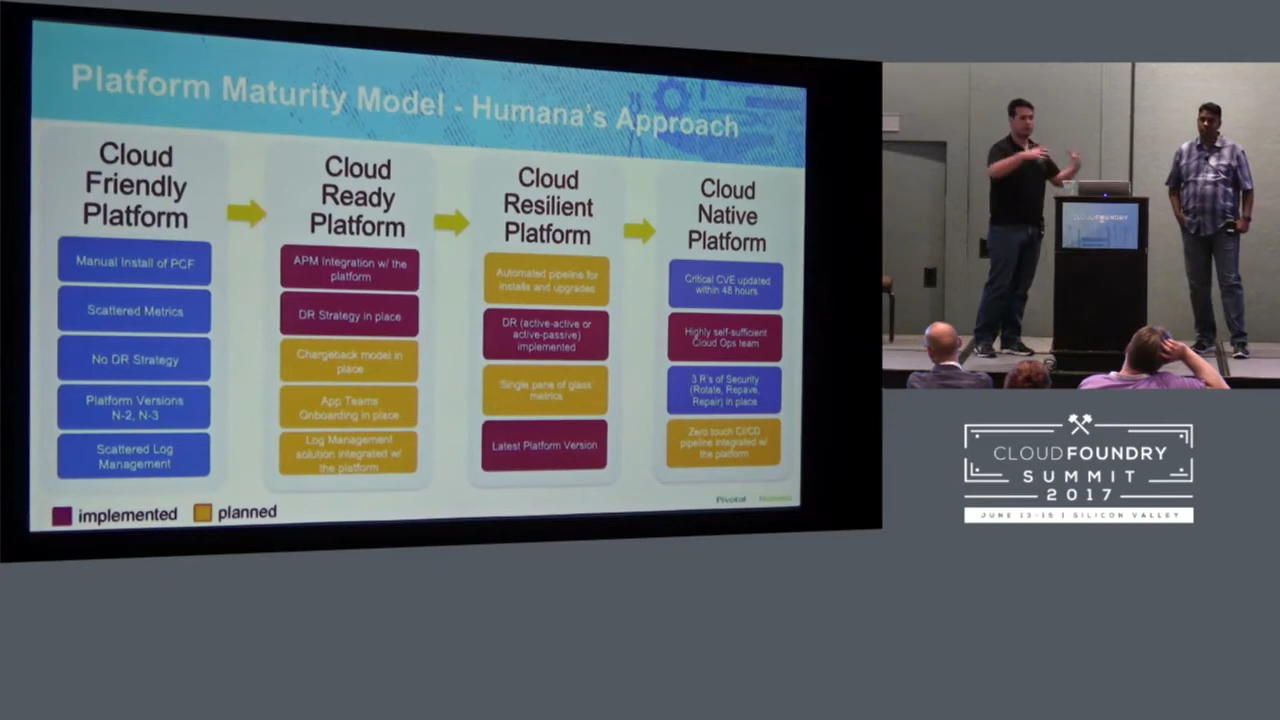 Platform Maturity Model - Humana's Approach
Cloud
Friendly
Platform
Manual Install of PCF
Scattered Metrics
No DR Strategy
Platform Versions
N-2, N-3
Scattered Log
Management
Cloud
Ready
Platform
APM Integration w/ the
platform
DR Strategy in place
Chargeback model in
place
App Teams
Onboarding in place
Log Management
solution integrated w/
the platform
Cloud
Resilient
Platform
Automated pipeline for
installs and upgrades
DR (active-active or
active-passive)
implemented
Single pane of glass
metrics
Latest Platform Version
Cloud
Native
Platform
Critical CVE updated
within 48 hours
Highly self-sufficient
Cloud Ops team
3 R's of Security
(Rotate, Repave,
Repair) in place
Zero touch CI/CD
pipeline integrated w/
the platform
Pivotal Humana
implemented planned
CLOUD FOUNDRY
CLOUD FOUNDRY
SUMMIT
2017
JUNE 13-15 | SILICON VALLEY